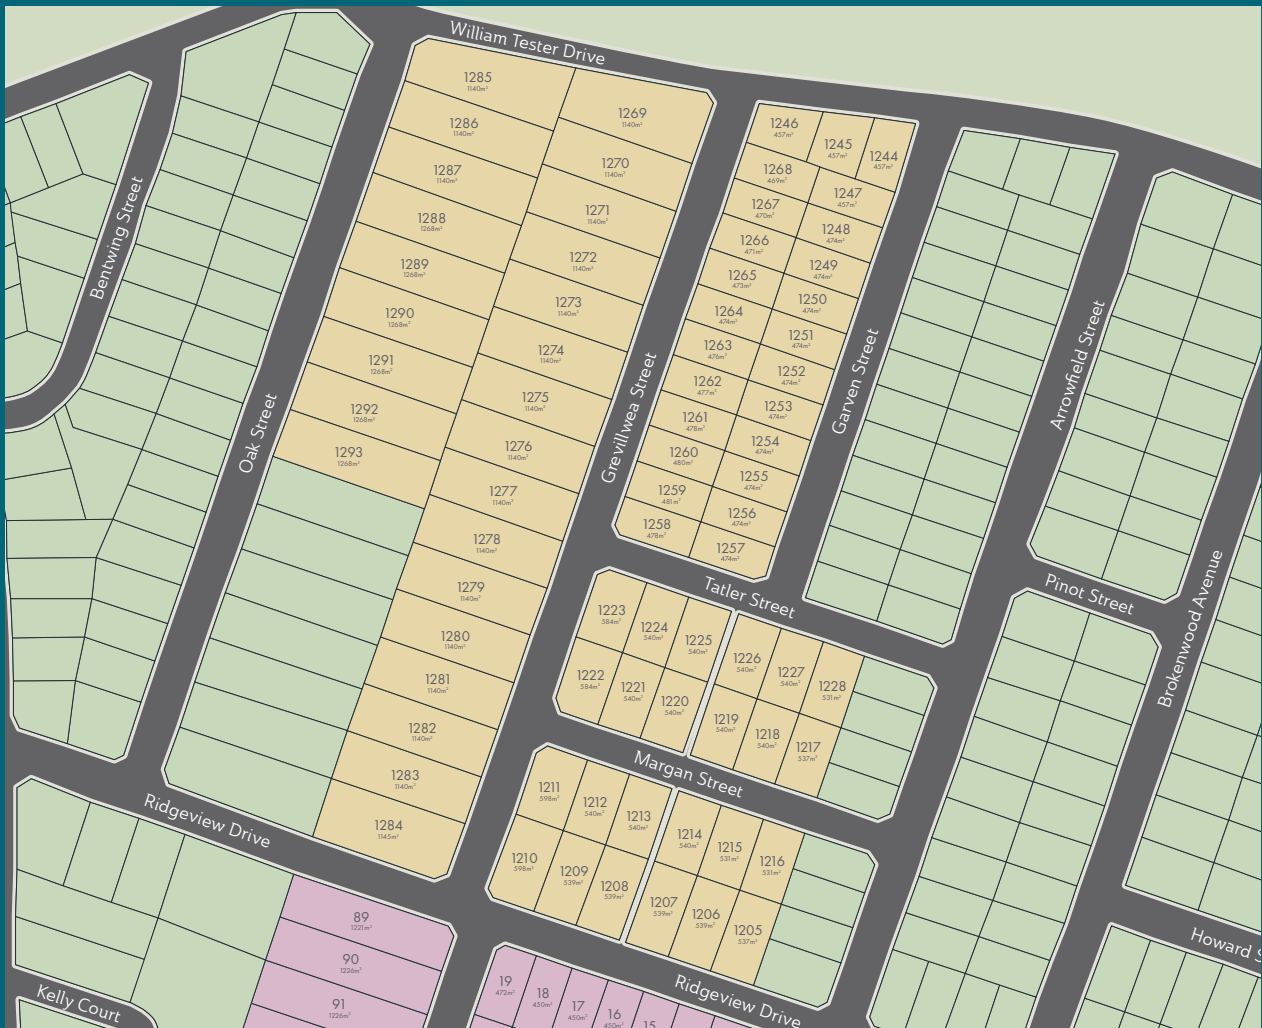 William Tester Drive
Bentwing Street
Oak Street
Grevillwea Street
Garven Street
Arrowfield Street
Brokenwood Avenue
Pinot Street
Tatler Street
Margan Street
Ridgeview Drive
Ridgeview Drive
Kelly Court
Howard S
1285
1140m²
1286
1140m²
1287
1140m²
1288
1268m²
1289
1268m²
1290
1268m²
1291
1268m²
1292
1268m²
1293
1268m²
1269
1140m²
1270
1140m²
1271
1140m²
1272
1140m²
1273
1140m²
1274
1140m²
1275
1140m²
1276
1140m²
1277
1140m²
1278
1140m²
1279
1140m²
1280
1140m²
1281
1140m²
1282
1140m²
1283
1140m²
1284
1145m²
1246
457m²
1245
457m²
1244
457m²
1268
469m²
1247
457m²
1267
470m²
1248
474m²
1266
471m²
1249
474m²
1265
473m²
1250
474m²
1264
474m²
1251
474m²
1263
476m²
1252
474m²
1262
477m²
1253
474m²
1261
478m²
1254
474m²
1260
480m²
1255
474m²
1259
481m²
1256
474m²
1258
478m²
1257
474m²
1223
584m²
1224
540m²
1225
540m²
1226
540m²
1227
540m²
1228
531m²
1222
584m²
1221
540m²
1220
540m²
1219
540m²
1218
540m²
1217
537m²
1211
598m²
1212
540m²
1213
540m²
1214
540m²
1215
531m²
1216
531m²
1210
598m²
1209
539m²
1208
539m²
1207
539m²
1206
539m²
1205
537m²
89
1221m²
90
1226m²
91
1226m²
19
472m²
18
450m²
17
450m²
16
450m²
15